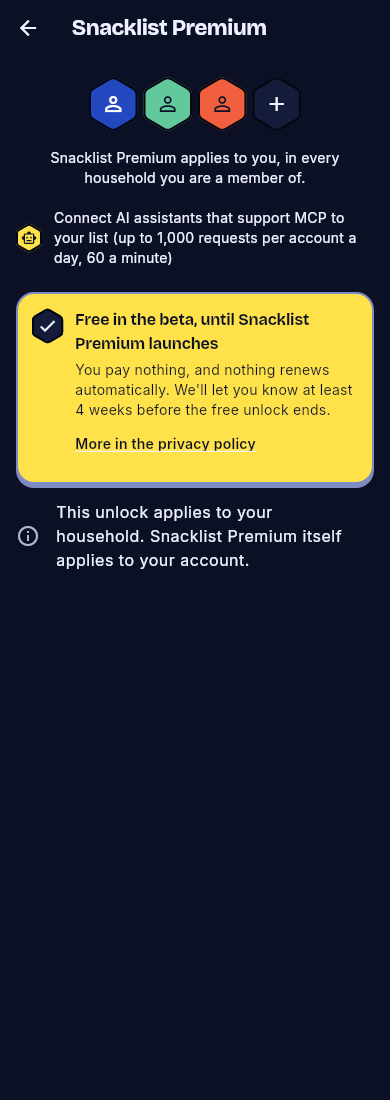 Snacklist Premium
Snacklist Premium applies to you, in every
household you are a member of.
Connect AI assistants that support MCP to
your list (up to 1,000 requests per account a
day, 60 a minute)
Free in the beta, until Snacklist
Premium launches
You pay nothing, and nothing renews
automatically. We'll let you know at least
4 weeks before the free unlock ends.
More in the privacy policy
This unlock applies to your
household. Snacklist Premium itself
applies to your account.